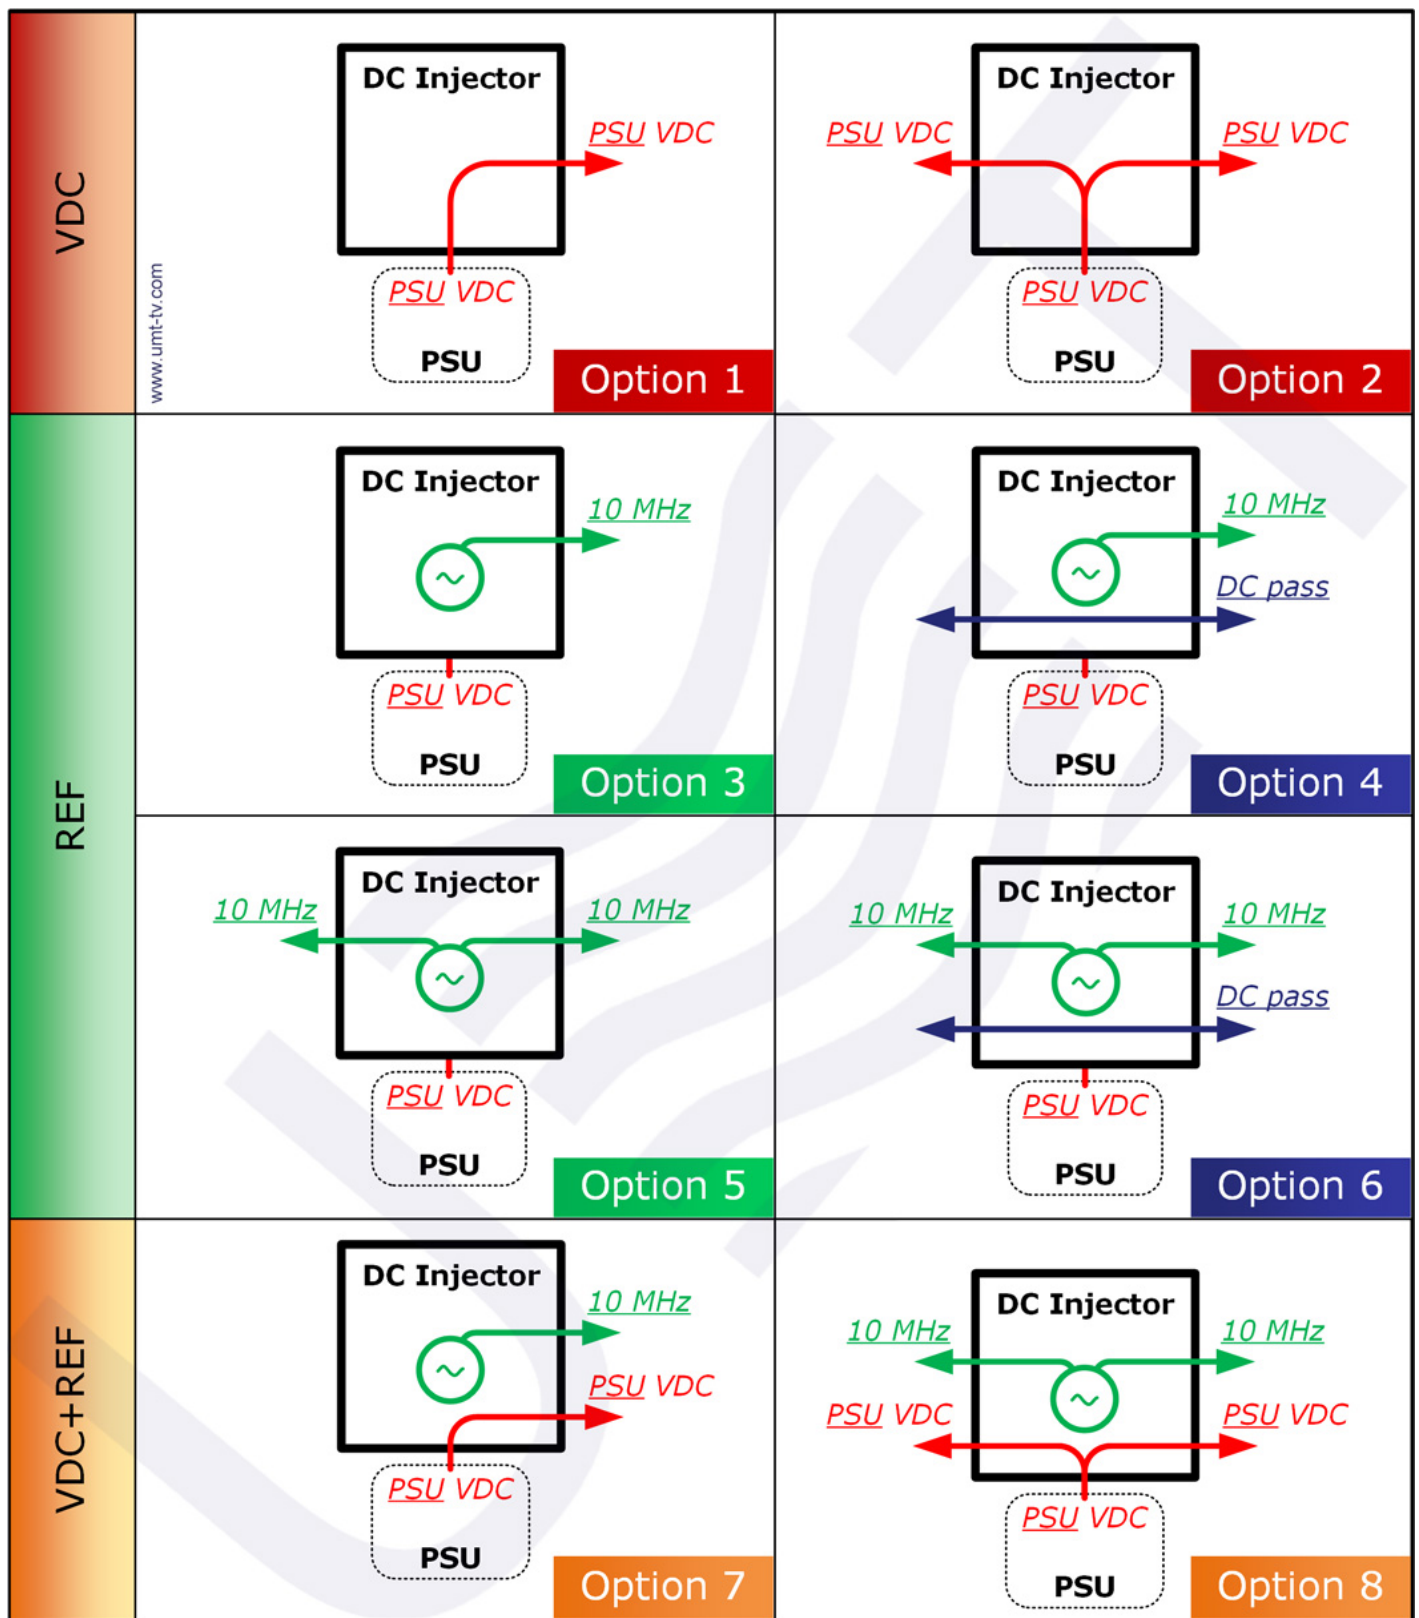 VDC
www.umt-tv.com
DC Injector
PSU VDC
PSU VDC
PSU
Option 1
DC Injector
PSU VDC
PSU VDC
PSU VDC
PSU
Option 2
REF
DC Injector
10 MHz
PSU VDC
PSU
Option 3
DC Injector
10 MHz
DC pass
PSU VDC
PSU
Option 4
DC Injector
10 MHz
10 MHz
PSU VDC
PSU
Option 5
DC Injector
10 MHz
10 MHz
DC pass
PSU VDC
PSU
Option 6
VDC+REF
DC Injector
10 MHz
PSU VDC
PSU VDC
PSU
Option 7
DC Injector
10 MHz
10 MHz
PSU VDC
PSU VDC
PSU VDC
PSU
Option 8